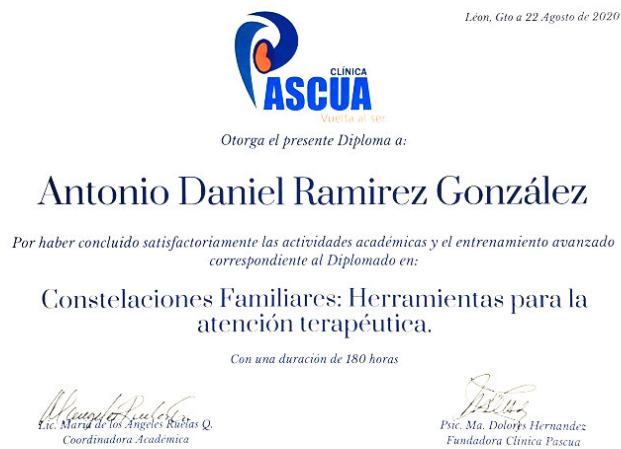 Léon, Gto a 22 Agosto de 2020
CLÍNICA
PASCUA
Vuelta al ser
Otorga el presente Diploma a:
Antonio Daniel Ramirez González
Por haber concluido satisfactoriamente las actividades académicas y el entrenamiento avanzado
correspondiente al Diplomado en:
Constelaciones Familiares: Herramientas para la
atención terapéutica.
Con una duración de 180 horas
Lic. María de los Angeles Ruelas Q.
Coordinadora Académica
Psic. Ma. Dolores Hernandez
Fundadora Clínica Pascua